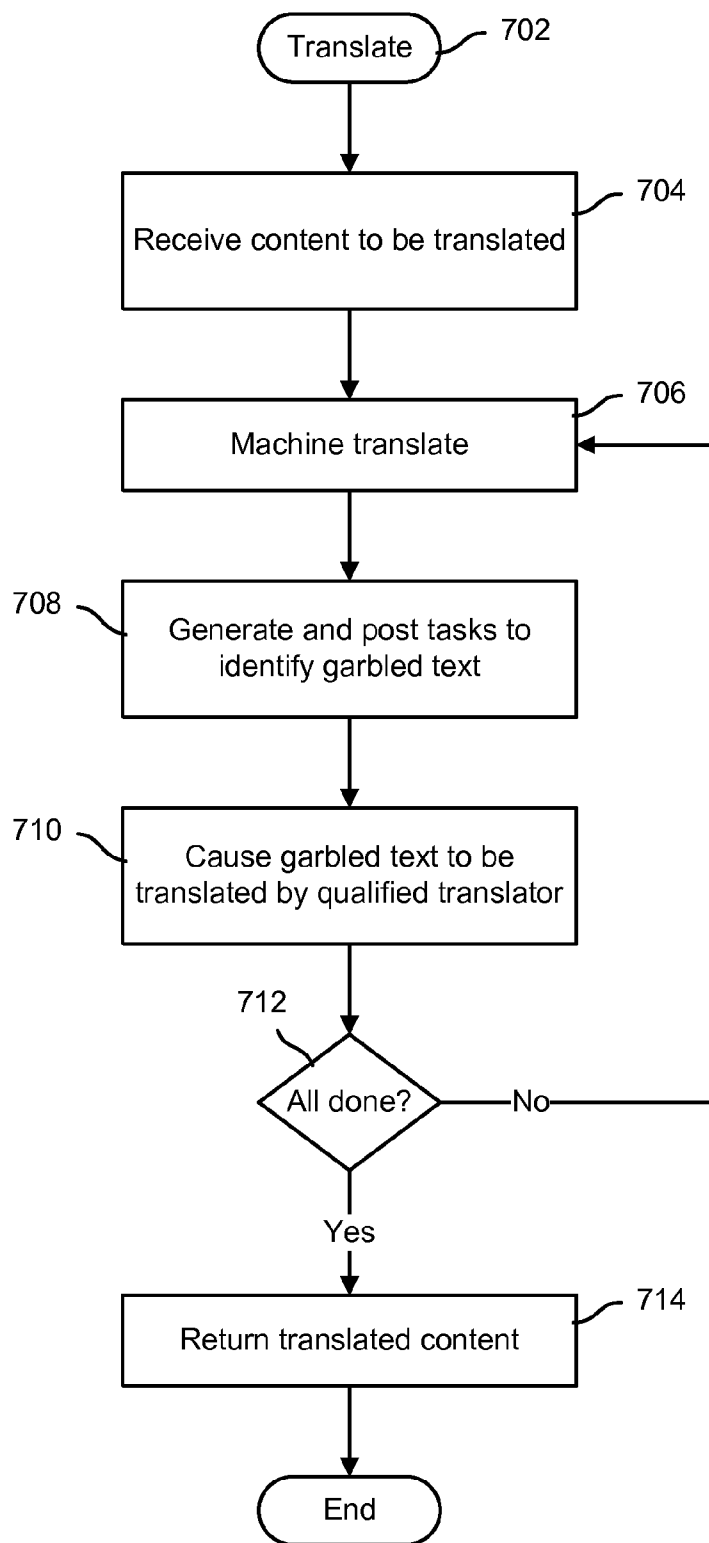 Translate
702
704
Receive content to be translated
706
Machine translate
708
Generate and post tasks to
identify garbled text
710
Cause garbled text to be
translated by qualified translator
712
All done?
No
Yes
714
Return translated content
End